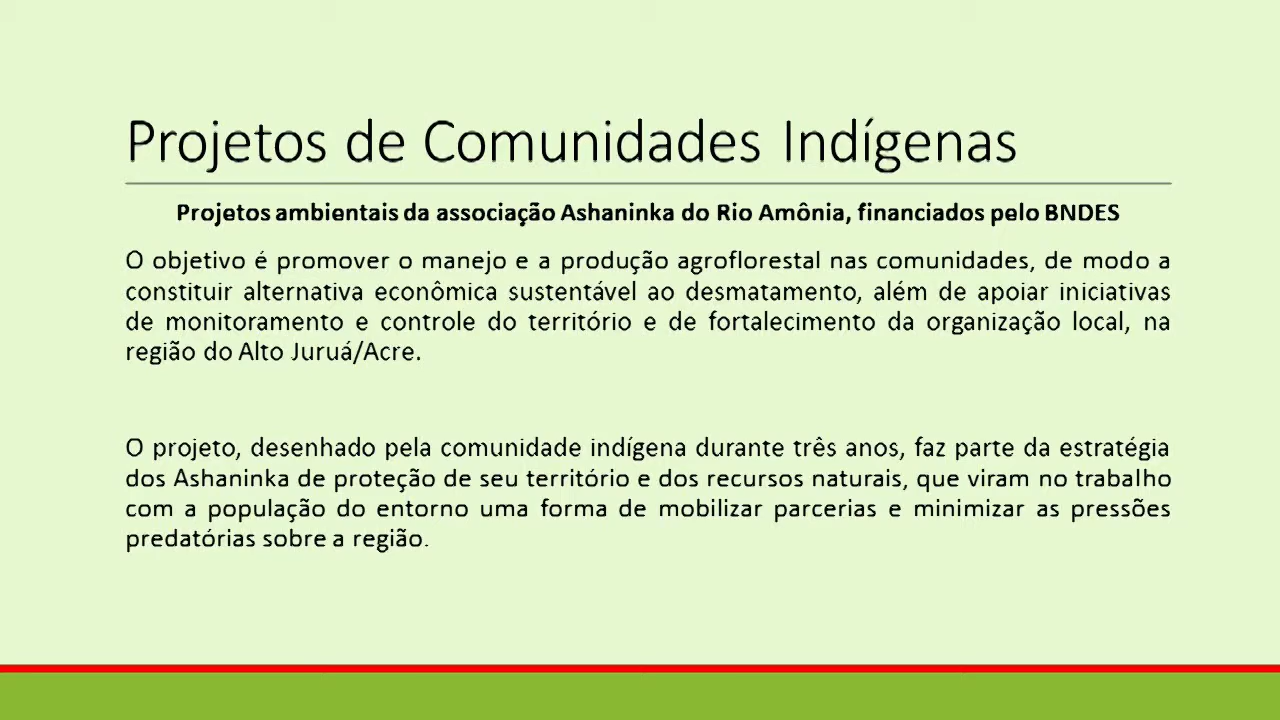 Projetos de Comunidades Indígenas
Projetos ambientais da associação Ashaninka do Rio Amônia, financiados pelo BNDES
O objetivo é promover o manejo e a produção agroflorestal nas comunidades, de modo a
constituir alternativa econômica sustentável ao desmatamento, além de apoiar iniciativas
de monitoramento e controle do território e de fortalecimento da organização local, na
região do Alto Juruá/Acre.
O projeto, desenhado pela comunidade indígena durante três anos, faz parte da estratégia
dos Ashaninka de proteção de seu território e dos recursos naturais, que viram no trabalho
com a população do entorno uma forma de mobilizar parcerias e minimizar as pressões
predatórias sobre a região.